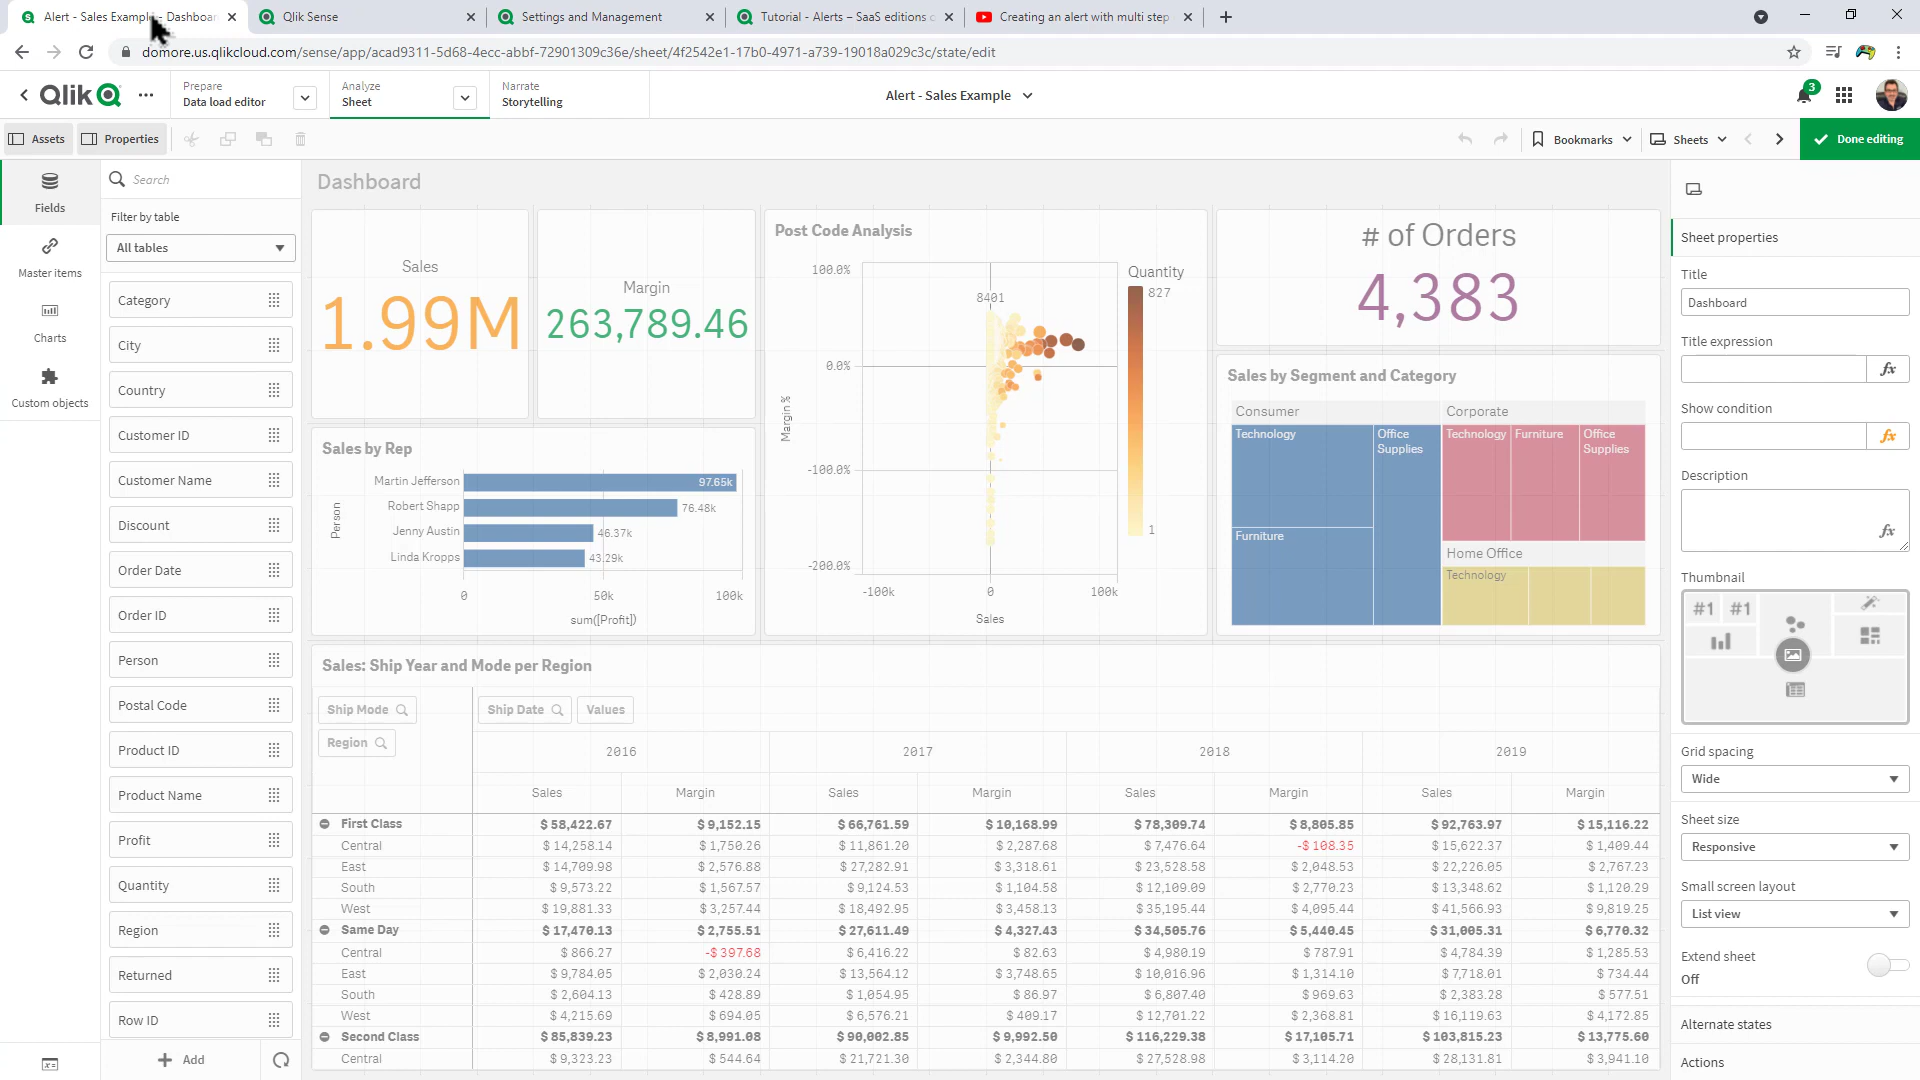 Alert - Sales Example - Dashboar
Qlik Sense
Settings and Management
Tutorial - Alerts – SaaS editions o
Creating an alert with multi step
domore.us.qlikcloud.com/sense/app/acad9311-5d68-4ecc-abbf-72901309c36e/sheet/4f2542e1-17b0-4971-a739-19018a029c3c/state/edit
Qlik
Prepare
Data load editor
Analyze
Sheet
Narrate
Storytelling
Alert - Sales Example
3
Assets
Properties
Bookmarks
Sheets
Done editing
Fields
Master items
Charts
Custom objects
Search
Filter by table
All tables
Category
City
Country
Customer ID
Customer Name
Discount
Order Date
Order ID
Person
Postal Code
Product ID
Product Name
Profit
Quantity
Region
Returned
Row ID
Add
Dashboard
Sales
1.99M
Margin
263,789.46
Post Code Analysis
100.0%
0.0%
-100.0%
-200.0%
Margin %
8401
-100k
0
100k
Sales
Quantity
827
1
# of Orders
4,383
Sales by Rep
Person
Martin Jefferson 97.65k
Robert Shapp 76.48k
Jenny Austin 46.37k
Linda Kropps 43.29k
0 50k 100k
sum([Profit])
Sales by Segment and Category
Consumer
Technology
Office Supplies
Furniture
Corporate
Technology
Furniture
Office Supplies
Home Office
Technology
Sales: Ship Year and Mode per Region
Ship Mode
Region
Ship Date
Values
2016 2017 2018 2019
Sales Margin Sales Margin Sales Margin Sales Margin
First Class $ 58,422.67 $ 9,152.15 $ 66,761.59 $ 10,168.99 $ 78,309.74 $ 8,805.85 $ 92,763.97 $ 15,116.22
Central $ 14,258.14 $ 1,750.26 $ 11,861.20 $ 2,287.68 $ 7,476.64 -$ 108.35 $ 15,622.37 $ 1,409.44
East $ 14,709.98 $ 2,576.88 $ 27,282.91 $ 3,318.61 $ 23,528.58 $ 2,048.53 $ 22,226.05 $ 2,767.23
South $ 9,573.22 $ 1,567.57 $ 9,124.53 $ 1,104.58 $ 12,109.09 $ 2,770.23 $ 13,348.62 $ 1,120.29
West $ 19,881.33 $ 3,257.44 $ 18,492.95 $ 3,458.13 $ 35,195.44 $ 4,095.44 $ 41,566.93 $ 9,819.25
Same Day $ 17,470.13 $ 2,755.51 $ 27,611.49 $ 4,327.43 $ 34,505.76 $ 5,440.45 $ 31,005.31 $ 6,770.32
Central $ 866.27 -$ 397.68 $ 6,416.22 $ 82.63 $ 4,980.19 $ 787.91 $ 4,784.39 $ 1,285.53
East $ 9,784.05 $ 2,030.24 $ 13,564.12 $ 3,748.65 $ 10,016.96 $ 1,314.10 $ 7,718.01 $ 734.44
South $ 2,604.13 $ 428.89 $ 1,054.95 $ 86.97 $ 6,807.40 $ 969.63 $ 2,383.28 $ 577.51
West $ 4,215.69 $ 694.05 $ 6,576.21 $ 409.17 $ 12,701.22 $ 2,368.81 $ 16,119.63 $ 4,172.85
Second Class $ 85,839.23 $ 8,991.08 $ 90,002.85 $ 9,992.50 $ 116,229.38 $ 17,105.71 $ 103,815.23 $ 13,775.60
Central $ 9,323.23 $ 544.64 $ 21,721.30 $ 2,344.80 $ 27,528.98 $ 3,114.20 $ 28,131.81 $ 3,941.10
Sheet properties
Title
Dashboard
Title expression
fx
Show condition
fx
Description
fx
Thumbnail
#1 #1
Grid spacing
Wide
Sheet size
Responsive
Small screen layout
List view
Extend sheet
Off
Alternate states
Actions